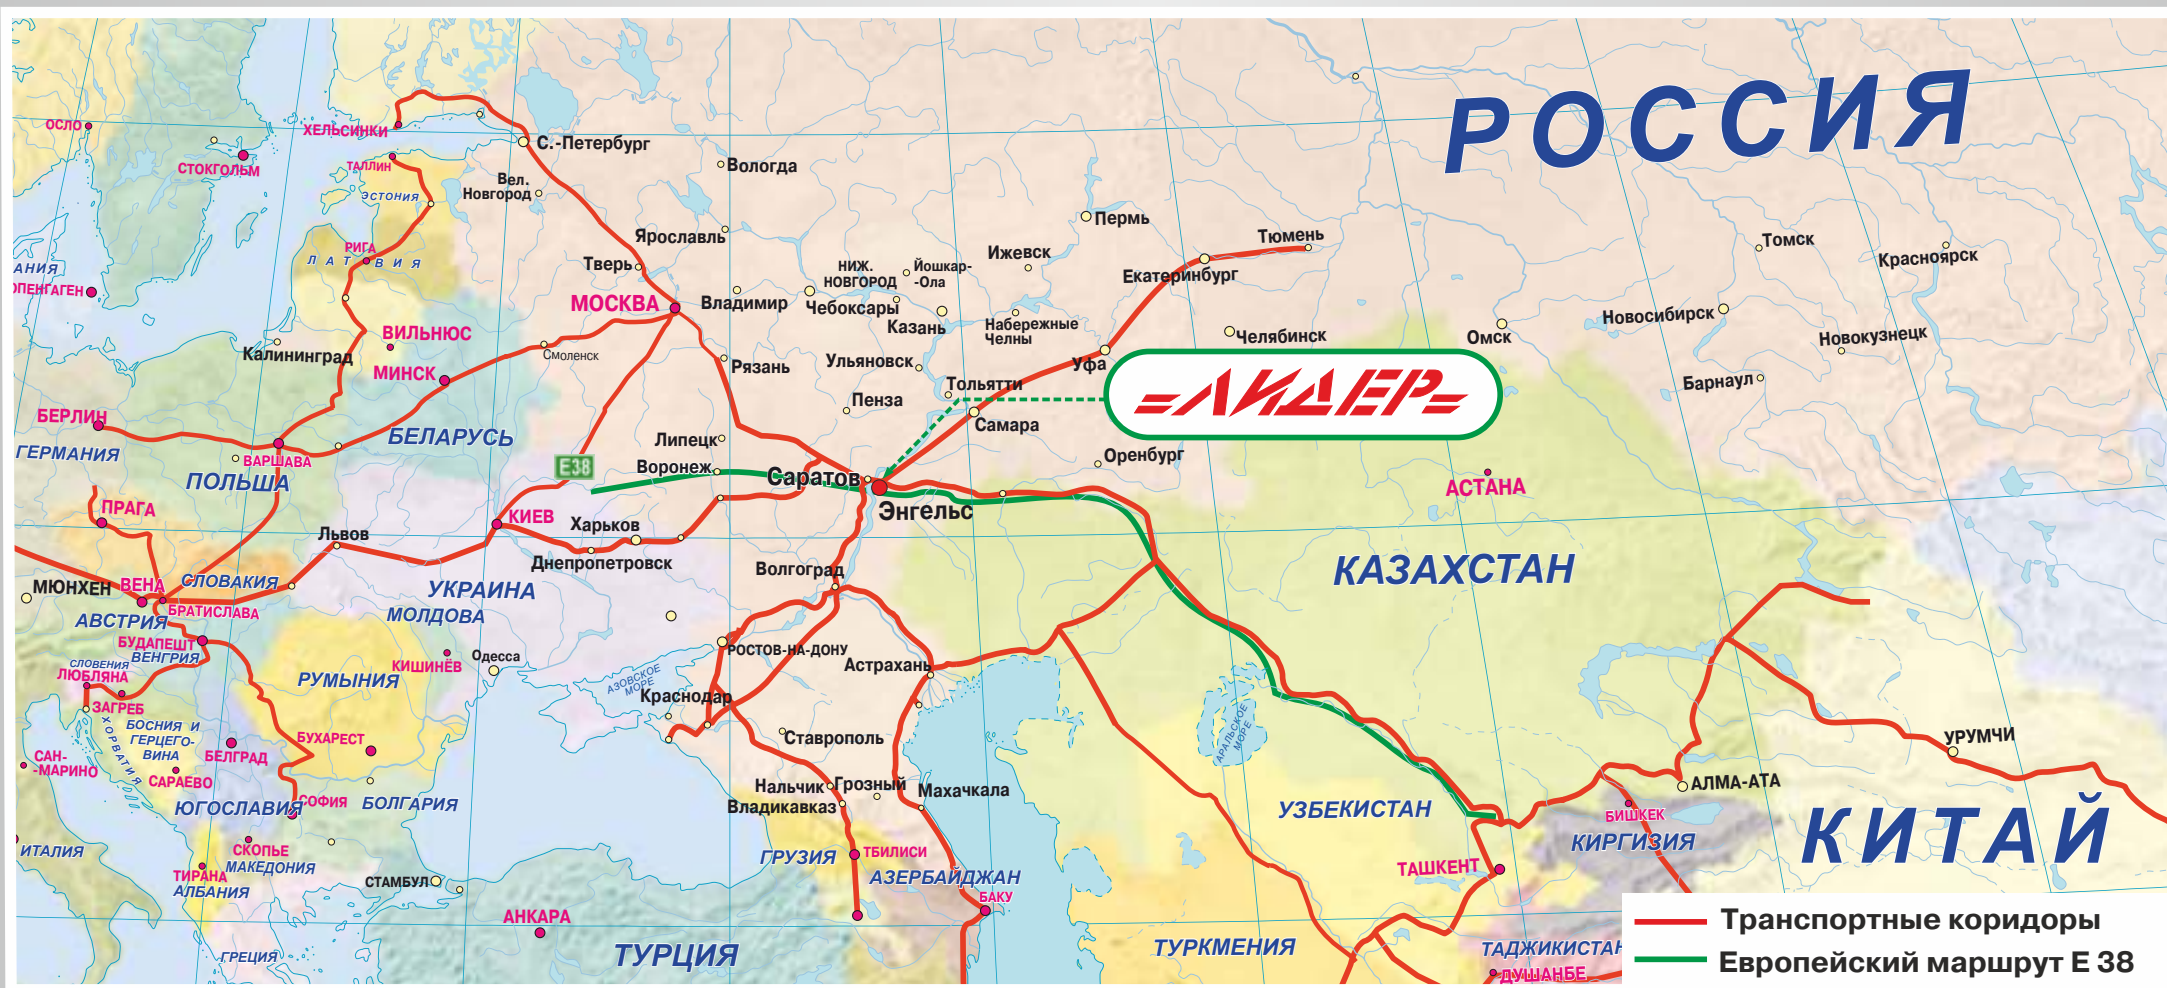 РОССИЯ
ОСЛО
ХЕЛЬСИНКИ
С.-Петербург
СТОКГОЛЬМ
ТАЛЛИН
Вологда
Вел.
Новгород
ЭСТОНИЯ
Пермь
Ярославль
Тюмень
Томск
РИГА
ЛАТВИЯ
Тверь
Ижевск
Красноярск
АНИЯ
НИЖ.
НОВГОРОД
Йошкар-
-Ола
Екатеринбург
ОПЕНГАГЕН
МОСКВА
Владимир
Чебоксары
Казань
Набережные
Челны
Новосибирск
ВИЛЬНЮС
Челябинск
Омск
Новокузнецк
Калининград
Смоленск
МИНСК
Рязань
Ульяновск
Уфа
Тольятти
Барнаул
=ЛИДЕР=
Пенза
БЕРЛИН
Самара
БЕЛАРУСЬ
Липецк
ГЕРМАНИЯ
ВАРШАВА
E38
Воронеж
Оренбург
ПОЛЬША
Саратов
АСТАНА
ПРАГА
Энгельс
КИЕВ
Харьков
Львов
Днепропетровск
КАЗАХСТАН
Волгоград
МЮНХЕН
ВЕНА
СЛОВАКИЯ
УКРАИНА
БРАТИСЛАВА
МОЛДОВА
АВСТРИЯ
БУДАПЕШТ
ВЕНГРИЯ
РОСТОВ-НА-ДОНУ
СЛОВЕНИЯ
ЛЮБЛЯНА
КИШИНЁВ
Одесса
Астрахань
РУМЫНИЯ
АЗОВСКОЕ
МОРЕ
Краснодар
ЗАГРЕБ
ХОРВАТИЯ
БОСНИЯ И
ГЕРЦЕГО-
ВИНА
БУХАРЕСТ
Ставрополь
АРАЛЬСКОЕ
МОРЕ
УРУМЧИ
САН-
-МАРИНО
БЕЛГРАД
САРАЕВО
Нальчик
Грозный
Махачкала
АЛМА-АТА
ЮГОСЛАВИЯ
СОФИЯ
БОЛГАРИЯ
Владикавказ
УЗБЕКИСТАН
БИШКЕК
КИРГИЗИЯ
КИТАЙ
ИТАЛИЯ
СКОПЬЕ
МАКЕДОНИЯ
ГРУЗИЯ
ТБИЛИСИ
ТИРАНА
АЛБАНИЯ
СТАМБУЛ
АЗЕРБАЙДЖАН
ТАШКЕНТ
БАКУ
АНКАРА
ТУРЦИЯ
ГРЕЦИЯ
ТУРКМЕНИЯ
ТАДЖИКИСТАН
ДУШАНБЕ
Транспортные коридоры
Европейский маршрут Е 38